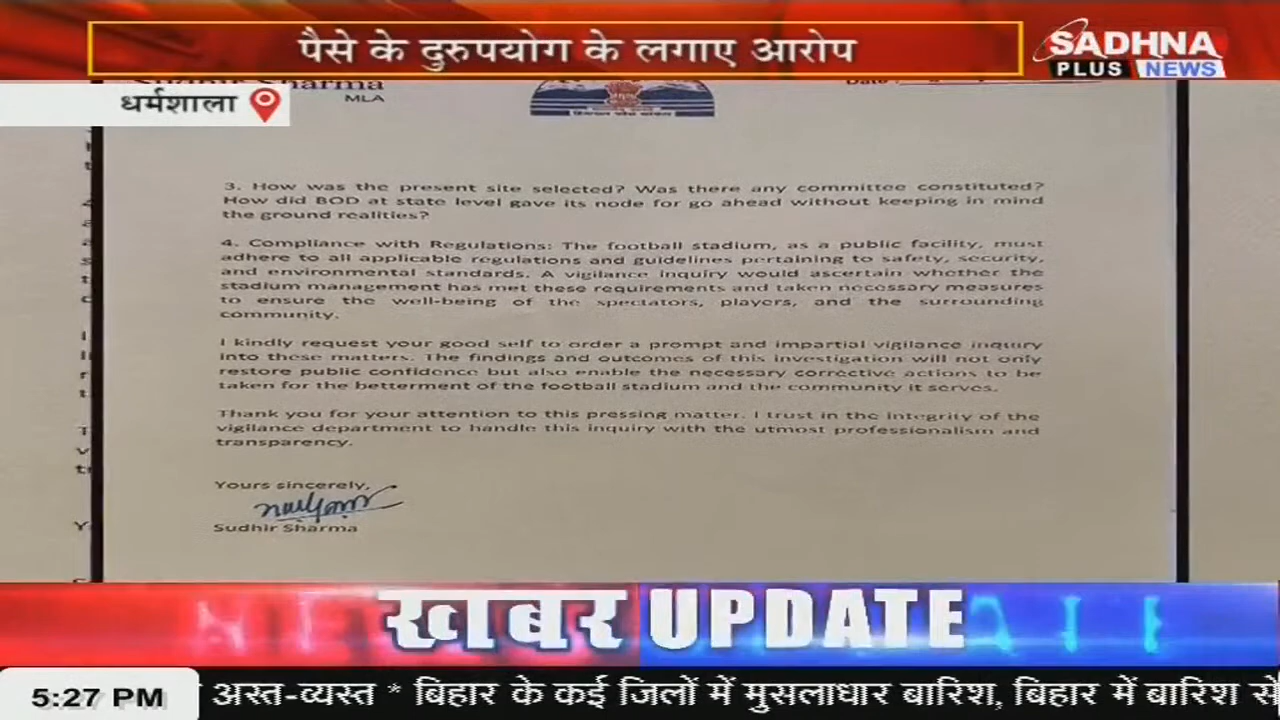 पैसे के दुरुपयोग के लगाए आरोप
SADHNA
PLUS NEWS
धर्मशाला
Sudhir Sharma
MLA
Date
3. How was the present site selected? Was there any committee constituted?
How did BOD at state level gave its node for go ahead without keeping in mind
the ground realities?
4. Compliance with Regulations: The football stadium, as a public facility, must
adhere to all applicable regulations and guidelines pertaining to safety, security,
and environmental standards. A vigilance inquiry would ascertain whether the
stadium management has met these requirements and taken necessary measures
to ensure the well-being of the spectators, players, and the surrounding
community.
I kindly request your good self to order a prompt and impartial vigilance inquiry
into these matters. The findings and outcomes of this investigation will not only
restore public confidence but also enable the necessary corrective actions to be
taken for the betterment of the football stadium and the community it serves.
Thank you for your attention to this pressing matter. I trust in the integrity of the
vigilance department to handle this inquiry with the utmost professionalism and
transparency.
Yours sincerely,
Sudhir Sharma
खबर UPDATE
5:27 PM
अस्त-व्यस्त * बिहार के कई जिलों में मुसलाधार बारिश, बिहार में बारिश से